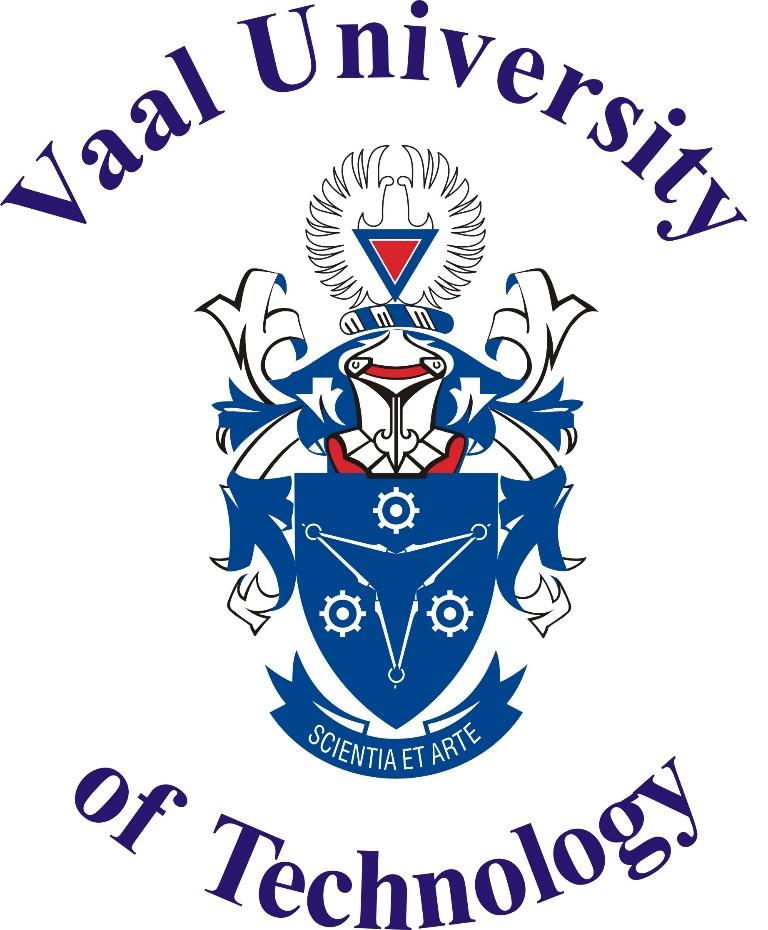 Vaal University
SCIENTIA ET ARTE
of Technology